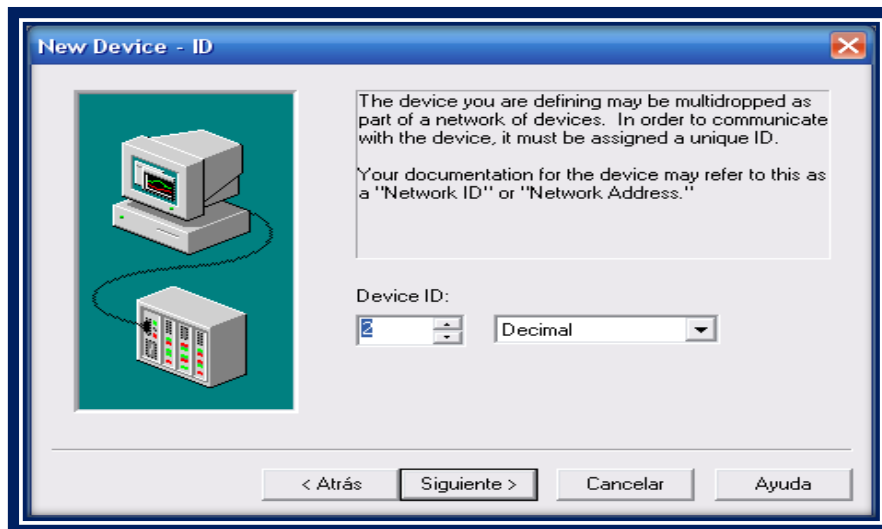 New Device - ID
The device you are defining may be multidropped as
part of a network of devices.  In order to communicate
with the device, it must be assigned a unique ID.
Your documentation for the device may refer to this as
a "Network ID" or "Network Address."
Device ID:
2 Decimal
< Atrás Siguiente > Cancelar Ayuda